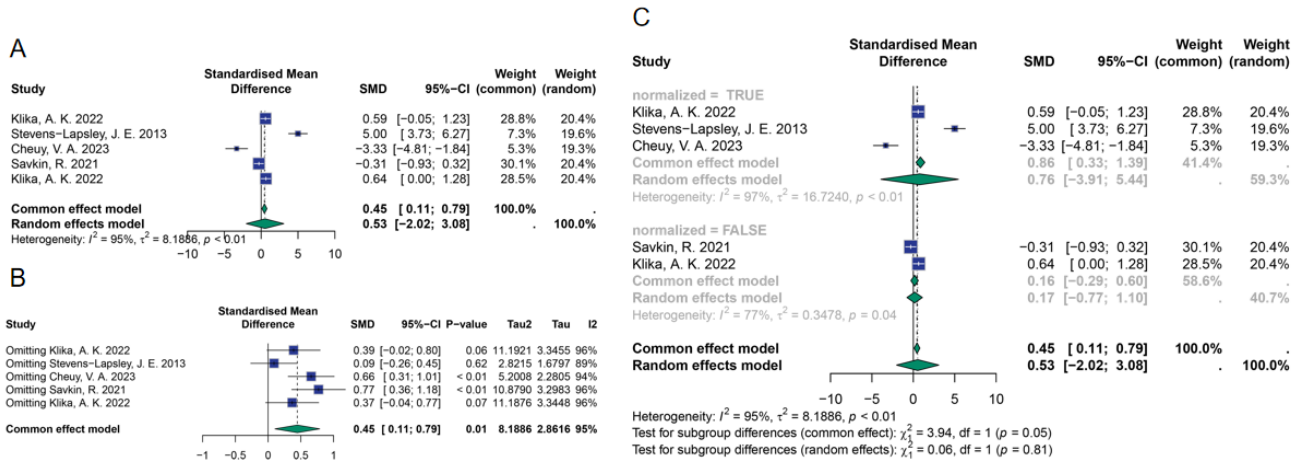 A
Standardised Mean
Study Difference SMD 95%−CI Weight (common) Weight (random)
Klika, A. K. 2022 0.59 [−0.05; 1.23] 28.8% 20.4%
Stevens−Lapsley, J. E. 2013 5.00 [ 3.73; 6.27] 7.3% 19.6%
Cheuy, V. A. 2023 −3.33 [−4.81; −1.84] 5.3% 19.3%
Savkin, R. 2021 −0.31 [−0.93; 0.32] 30.1% 20.4%
Klika, A. K. 2022 0.64 [ 0.00; 1.28] 28.5% 20.4%
Common effect model 0.45 [ 0.11; 0.79] 100.0% .
Random effects model 0.53 [−2.02; 3.08] . 100.0%
Heterogeneity: I² = 95%, τ² = 8.1886, p < 0.01
−10 −5 0 5 10
B
Standardised Mean
Study Difference SMD 95%−CI P−value Tau2 Tau I2
Omitting Klika, A. K. 2022 0.39 [−0.02; 0.80] 0.06 11.1921 3.3455 96%
Omitting Stevens−Lapsley, J. E. 2013 0.09 [−0.26; 0.45] 0.62 2.8215 1.6797 89%
Omitting Cheuy, V. A. 2023 0.66 [ 0.31; 1.01] < 0.01 5.2008 2.2805 94%
Omitting Savkin, R. 2021 0.77 [ 0.36; 1.18] < 0.01 10.8790 3.2983 96%
Omitting Klika, A. K. 2022 0.37 [−0.04; 0.77] 0.07 11.1876 3.3448 96%
Common effect model 0.45 [ 0.11; 0.79] 0.01 8.1886 2.8616 95%
−1 −0.5 0 0.5 1
C
Standardised Mean Weight Weight
Study Difference SMD 95%−CI (common) (random)
normalized = TRUE
Klika, A. K. 2022 0.59 [−0.05; 1.23] 28.8% 20.4%
Stevens−Lapsley, J. E. 2013 5.00 [ 3.73; 6.27] 7.3% 19.6%
Cheuy, V. A. 2023 −3.33 [−4.81; −1.84] 5.3% 19.3%
Common effect model 0.86 [ 0.33; 1.39] 41.4% .
Random effects model 0.76 [−3.91; 5.44] . 59.3%
Heterogeneity: I² = 97%, τ² = 16.7240, p < 0.01
normalized = FALSE
Savkin, R. 2021 −0.31 [−0.93; 0.32] 30.1% 20.4%
Klika, A. K. 2022 0.64 [ 0.00; 1.28] 28.5% 20.4%
Common effect model 0.16 [−0.29; 0.60] 58.6% .
Random effects model 0.17 [−0.77; 1.10] . 40.7%
Heterogeneity: I² = 77%, τ² = 0.3478, p = 0.04
Common effect model 0.45 [ 0.11; 0.79] 100.0% .
Random effects model 0.53 [−2.02; 3.08] . 100.0%
−10 −5 0 5 10
Heterogeneity: I² = 95%, τ² = 8.1886, p < 0.01
Test for subgroup differences (common effect): χ₁² = 3.94, df = 1 (p = 0.05)
Test for subgroup differences (random effects): χ₁² = 0.06, df = 1 (p = 0.81)